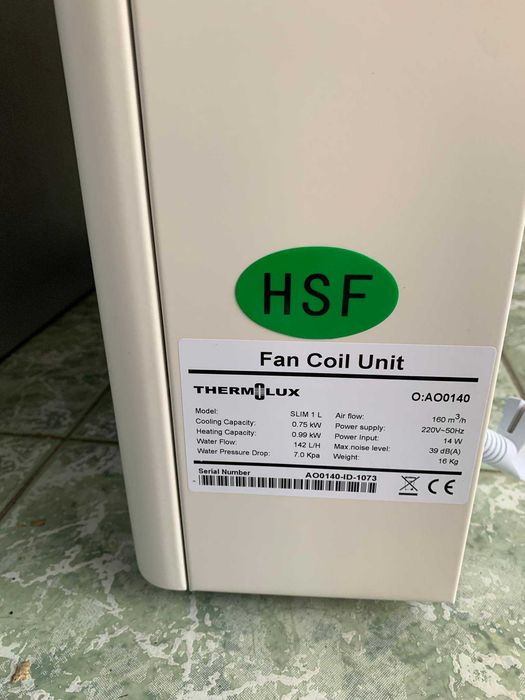 HSF
Fan Coil Unit
THERMOLUX O:AO0140
Model: SLIM 1 L Air flow: 160 m³/h
Cooling Capacity: 0.75 kW Power supply: 220V~50Hz
Heating Capacity: 0.99 kW Power Input: 14 W
Water Flow: 142 L/H Max.noise level: 39 dB(A)
Water Pressure Drop: 7.0 Kpa Weight: 16 Kg
Serial Number AO0140-ID-1073
CE